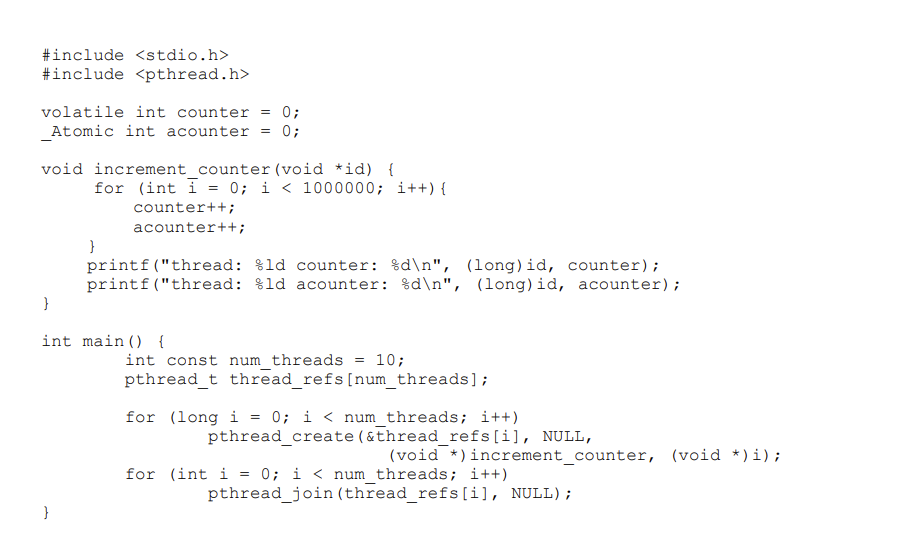 #include <stdio.h>
#include <pthread.h>

volatile int counter = 0;
_Atomic int acounter = 0;

void increment_counter(void *id) {
     for (int i = 0; i < 1000000; i++){
         counter++;
         acounter++;
     }
     printf("thread: %ld counter: %d\n", (long)id, counter);
     printf("thread: %ld acounter: %d\n", (long)id, acounter);
}

int main() {
        int const num_threads = 10;
        pthread_t thread_refs[num_threads];

        for (long i = 0; i < num_threads; i++)
                pthread_create(&thread_refs[i], NULL,
                                 (void *)increment_counter, (void *)i);
        for (int i = 0; i < num_threads; i++)
                pthread_join(thread_refs[i], NULL);
}